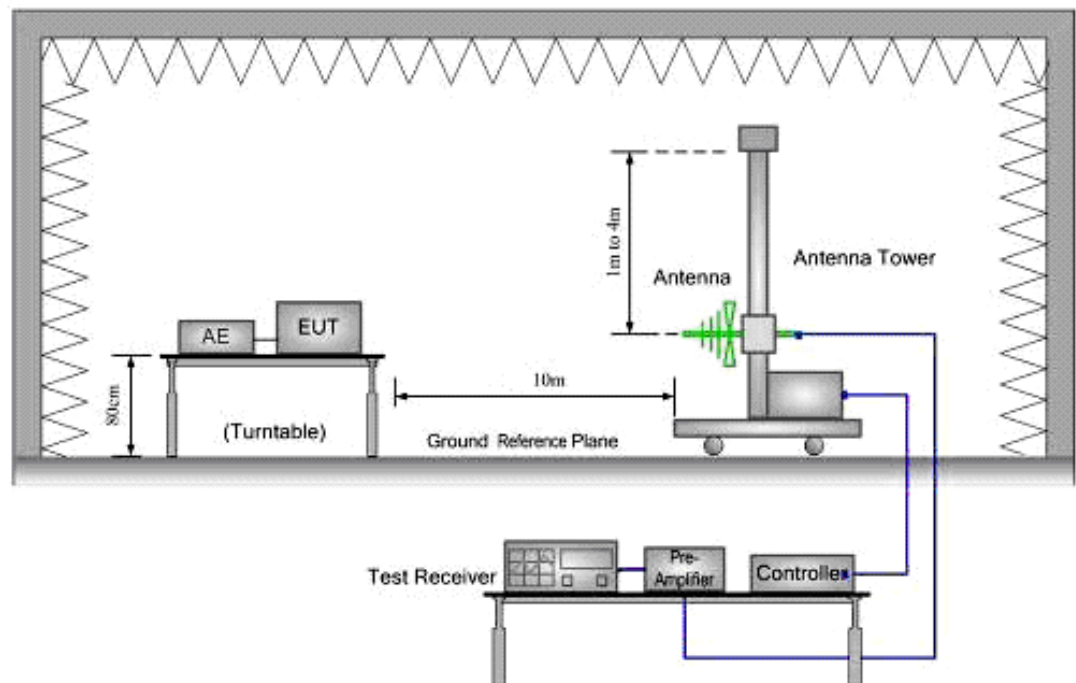 1m to 4m
Antenna
Antenna Tower
AE
EUT
80cm
10m
(Turntable)
Ground Reference Plane
Test Receiver
Pre-
Amplifier
Controller